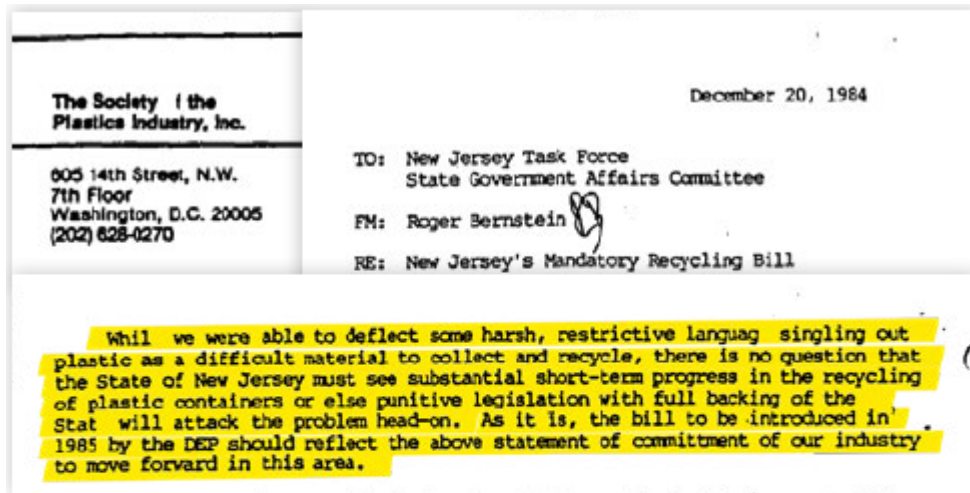 The Society f the
Plastics Industry, Inc.
605 14th Street, N.W.
7th Floor
Washington, D.C. 20005
(202) 628-0270
December 20, 1984
TO: New Jersey Task Force
State Government Affairs Committee
FM: Roger Bernstein
RE: New Jersey's Mandatory Recycling Bill
Whil we were able to deflect some harsh, restrictive languag singling out
plastic as a difficult material to collect and recycle, there is no question that
the State of New Jersey must see substantial short-term progress in the recycling
of plastic containers or else punitive legislation with full backing of the
Stat will attack the problem head-on. As it is, the bill to be introduced in
1985 by the DEP should reflect the above statement of committment of our industry
to move forward in this area.